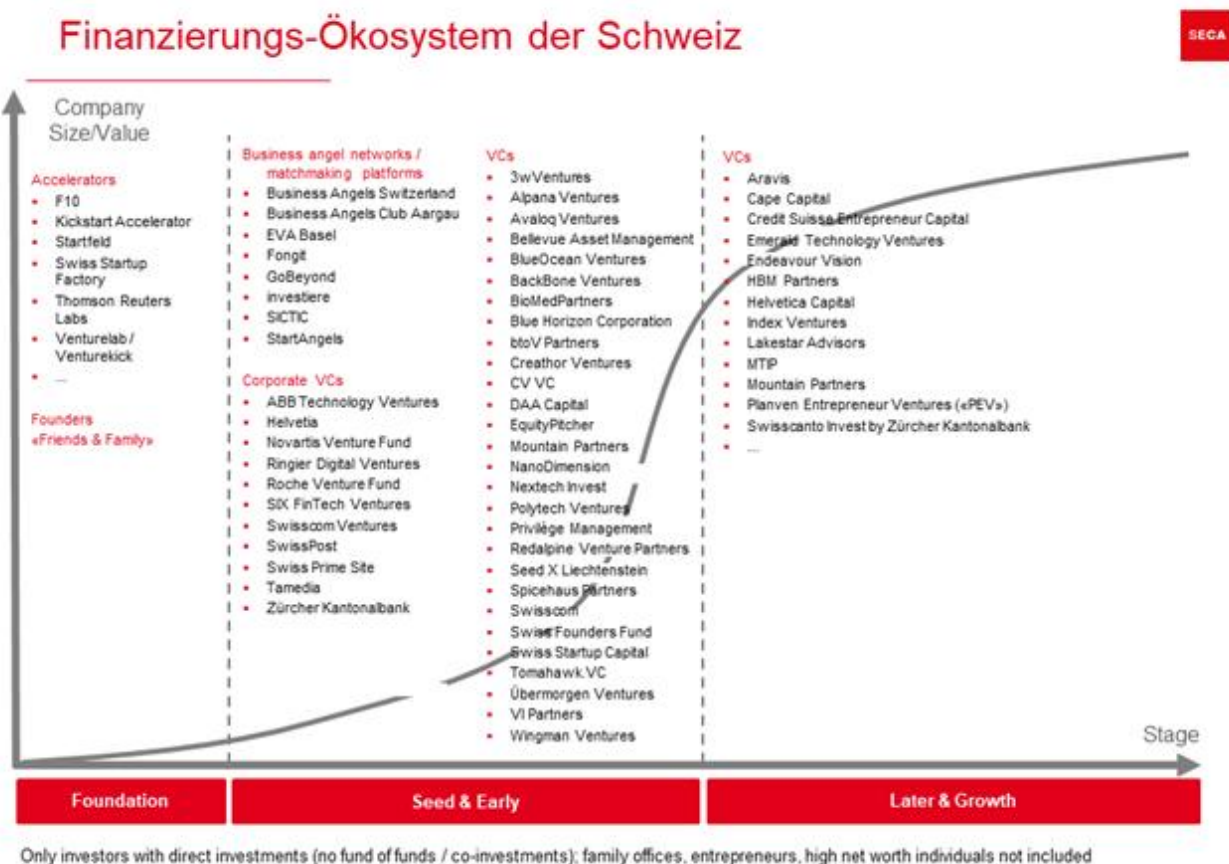 Finanzierungs-Ökosystem der Schweiz
SECA
Company
Size/Value
Accelerators
F10
Kickstart Accelerator
Startfeld
Swiss Startup
Factory
Thomson Reuters
Labs
Venturelab /
Venturekick
...
Founders
«Friends & Family»
Business angel networks /
matchmaking platforms
Business Angels Switzerland
Business Angels Club Aargau
EVA Basel
Fongit
GoBeyond
investiere
SICTIC
StartAngels
Corporate VCs
ABB Technology Ventures
Helvetia
Novartis Venture Fund
Ringier Digital Ventures
Roche Venture Fund
SIX FinTech Ventures
Swisscom Ventures
SwissPost
Swiss Prime Site
Tamedia
Zürcher Kantonalbank
VCs
3wVentures
Alpana Ventures
Avaloq Ventures
Bellevue Asset Management
BlueOcean Ventures
BackBone Ventures
BioMedPartners
Blue Horizon Corporation
btoV Partners
Creathor Ventures
CV VC
DAA Capital
EquityPitcher
Mountain Partners
NanoDimension
Nextech Invest
Polytech Ventures
Privilège Management
Redalpine Venture Partners
Seed X Liechtenstein
Spicehaus Partners
Swisscom
Swiss Founders Fund
Swiss Startup Capital
Tomahawk.VC
Übermorgen Ventures
VI Partners
Wingman Ventures
VCs
Aravis
Cape Capital
Credit Suisse Entrepreneur Capital
Emerald Technology Ventures
Endeavour Vision
HBM Partners
Helvetica Capital
Index Ventures
Lakestar Advisors
MTIP
Mountain Partners
Planven Entrepreneur Ventures («PEV»)
Swisscanto Invest by Zürcher Kantonalbank
...
Stage
Foundation
Seed & Early
Later & Growth
Only investors with direct investments (no fund of funds / co-investments); family offices, entrepreneurs, high net worth individuals not included